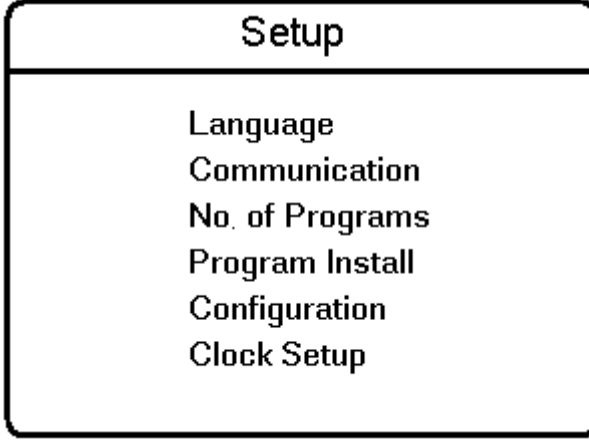 Setup
Language
Communication
No. of Programs
Program Install
Configuration
Clock Setup